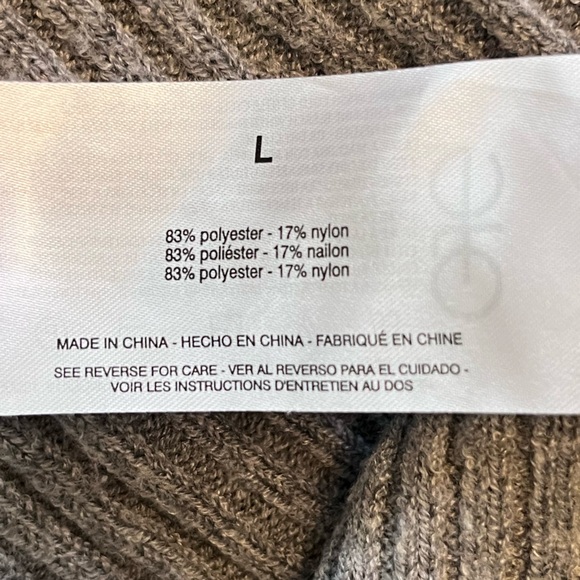 L
83% polyester - 17% nylon
83% poliéster - 17% nailon
83% polyester - 17% nylon
MADE IN CHINA - HECHO EN CHINA - FABRIQUÉ EN CHINE
SEE REVERSE FOR CARE - VER AL REVERSO PARA EL CUIDADO -
VOIR LES INSTRUCTIONS D'ENTRETIEN AU DOS